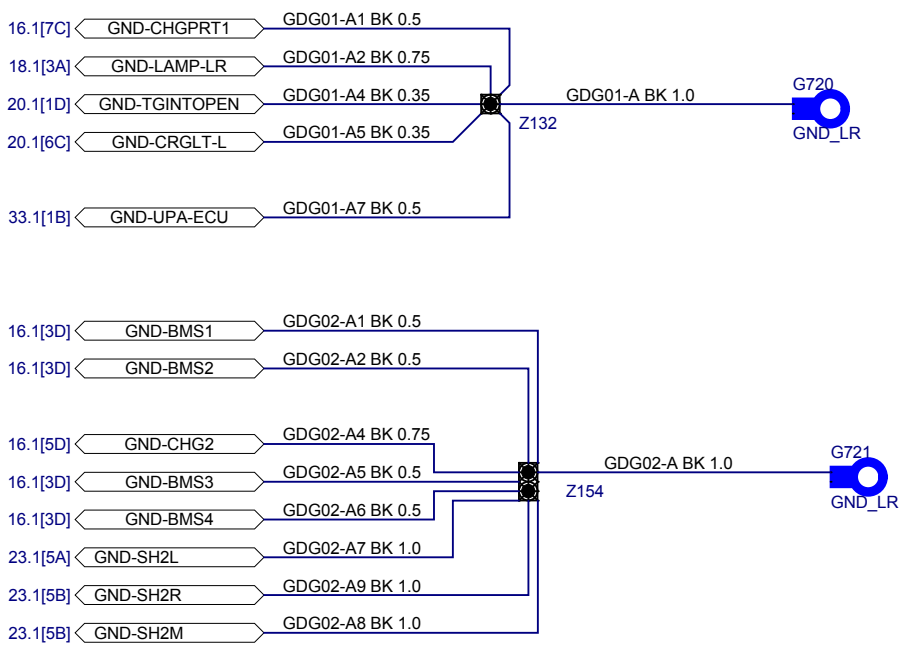 16.1[7C] GND-CHGPRT1 GDG01-A1 BK 0.5
18.1[3A] GND-LAMP-LR GDG01-A2 BK 0.75
20.1[1D] GND-TGINTOPEN GDG01-A4 BK 0.35
GDG01-A BK 1.0
G720
Z132
GND_LR
20.1[6C] GND-CRGLT-L GDG01-A5 BK 0.35
33.1[1B] GND-UPA-ECU GDG01-A7 BK 0.5
16.1[3D] GND-BMS1 GDG02-A1 BK 0.5
16.1[3D] GND-BMS2 GDG02-A2 BK 0.5
16.1[5D] GND-CHG2 GDG02-A4 BK 0.75
GDG02-A BK 1.0
G721
16.1[3D] GND-BMS3 GDG02-A5 BK 0.5
Z154
GND_LR
16.1[3D] GND-BMS4 GDG02-A6 BK 0.5
23.1[5A] GND-SH2L GDG02-A7 BK 1.0
23.1[5B] GND-SH2R GDG02-A9 BK 1.0
23.1[5B] GND-SH2M GDG02-A8 BK 1.0